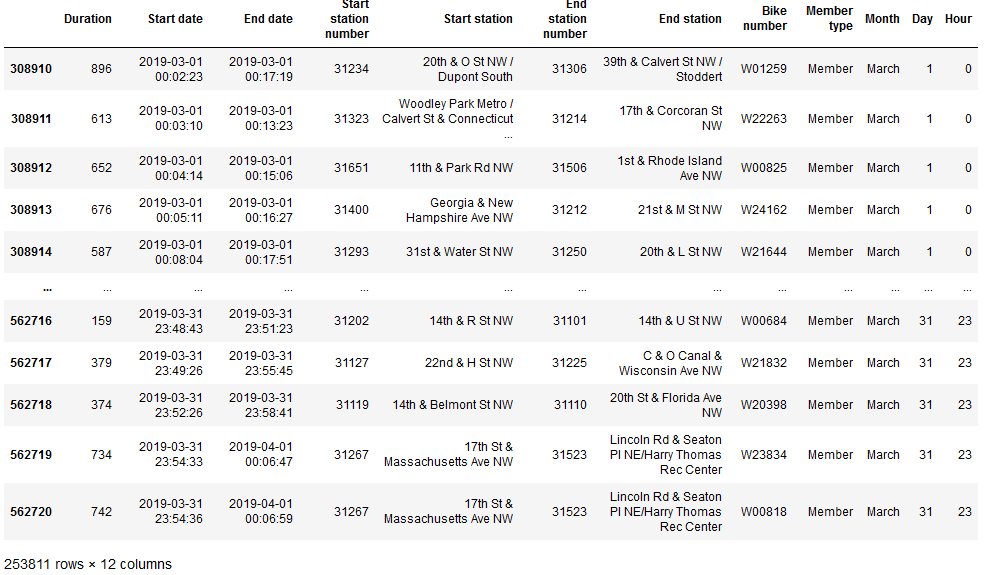 Duration Start date End date Start station number Start station End station number End station Bike number Member type Month Day Hour
308910 896 2019-03-01 00:02:23 2019-03-01 00:17:19 31234 20th & O St NW / Dupont South 31306 39th & Calvert St NW / Stoddert W01259 Member March 1 0
308911 613 2019-03-01 00:03:10 2019-03-01 00:13:23 31323 Woodley Park Metro / Calvert St & Connecticut ... 31214 17th & Corcoran St NW W22263 Member March 1 0
308912 652 2019-03-01 00:04:14 2019-03-01 00:15:06 31651 11th & Park Rd NW 31506 1st & Rhode Island Ave NW W00825 Member March 1 0
308913 676 2019-03-01 00:05:11 2019-03-01 00:16:27 31400 Georgia & New Hampshire Ave NW 31212 21st & M St NW W24162 Member March 1 0
308914 587 2019-03-01 00:08:04 2019-03-01 00:17:51 31293 31st & Water St NW 31250 20th & L St NW W21644 Member March 1 0
... ... ... ... ... ... ... ... ... ... ... ... ...
562716 159 2019-03-31 23:48:43 2019-03-31 23:51:23 31202 14th & R St NW 31101 14th & U St NW W00684 Member March 31 23
562717 379 2019-03-31 23:49:26 2019-03-31 23:55:45 31127 22nd & H St NW 31225 C & O Canal & Wisconsin Ave NW W21832 Member March 31 23
562718 374 2019-03-31 23:52:26 2019-03-31 23:58:41 31119 14th & Belmont St NW 31110 20th St & Florida Ave NW W20398 Member March 31 23
562719 734 2019-03-31 23:54:33 2019-04-01 00:06:47 31267 17th St & Massachusetts Ave NW 31523 Lincoln Rd & Seaton Pl NE/Harry Thomas Rec Center W23834 Member March 31 23
562720 742 2019-03-31 23:54:36 2019-04-01 00:06:59 31267 17th St & Massachusetts Ave NW 31523 Lincoln Rd & Seaton Pl NE/Harry Thomas Rec Center W00818 Member March 31 23
253811 rows × 12 columns